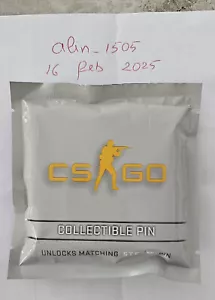 alin_1505
16 feb 2025
CS GO
COLLECTIBLE PIN
UNLOCKS MATCHING